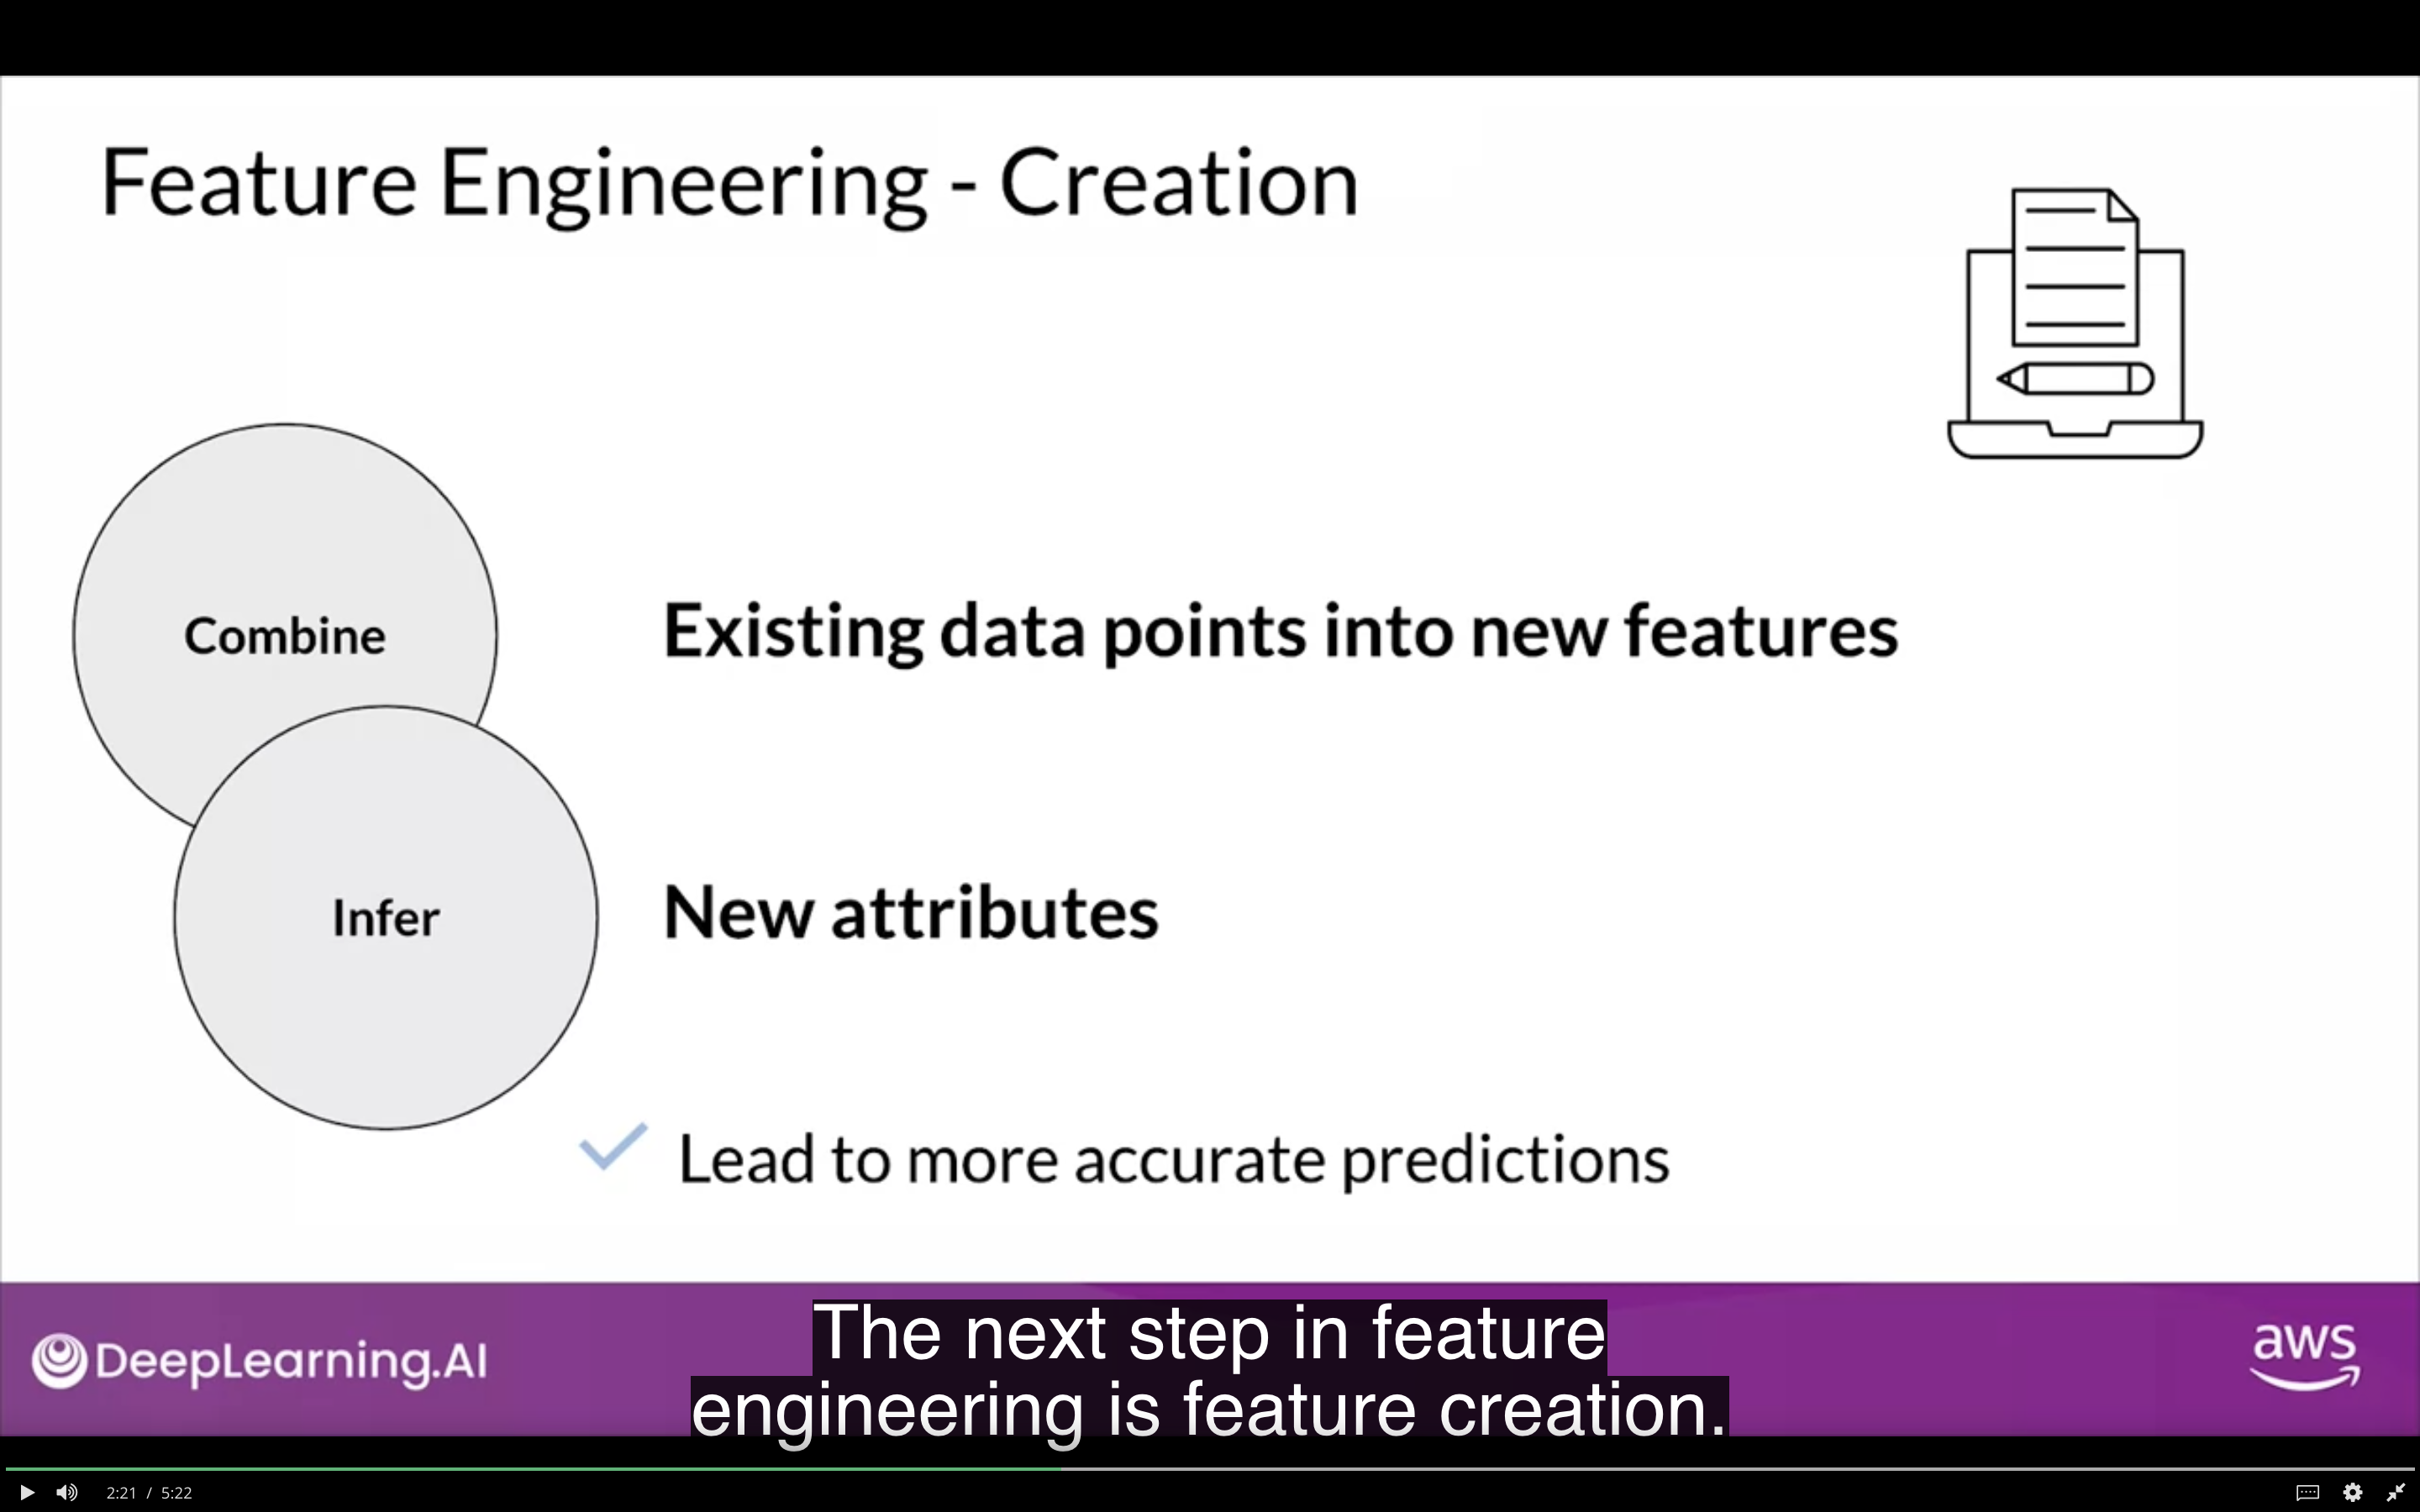 Feature Engineering - Creation
Combine
Existing data points into new features
Infer
New attributes
Lead to more accurate predictions
DeepLearning.AI
The next step in feature
engineering is feature creation.
aws
2:21 / 5:22